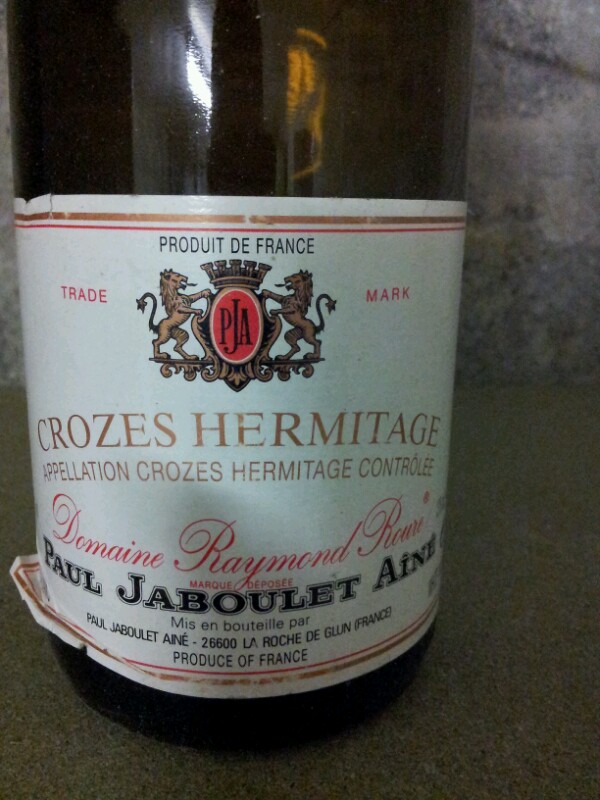 PRODUIT DE FRANCE
TRADE MARK
PJA
CROZES HERMITAGE
APPELLATION CROZES HERMITAGE CONTRÔLÉE
Domaine Raymond Roure®
MARQUE DÉPOSÉE
PAUL JABOULET AÎNÉ
Mis en bouteille par
PAUL JABOULET AINÉ - 26600 LA ROCHE DE GLUN (FRANCE)
PRODUCE OF FRANCE